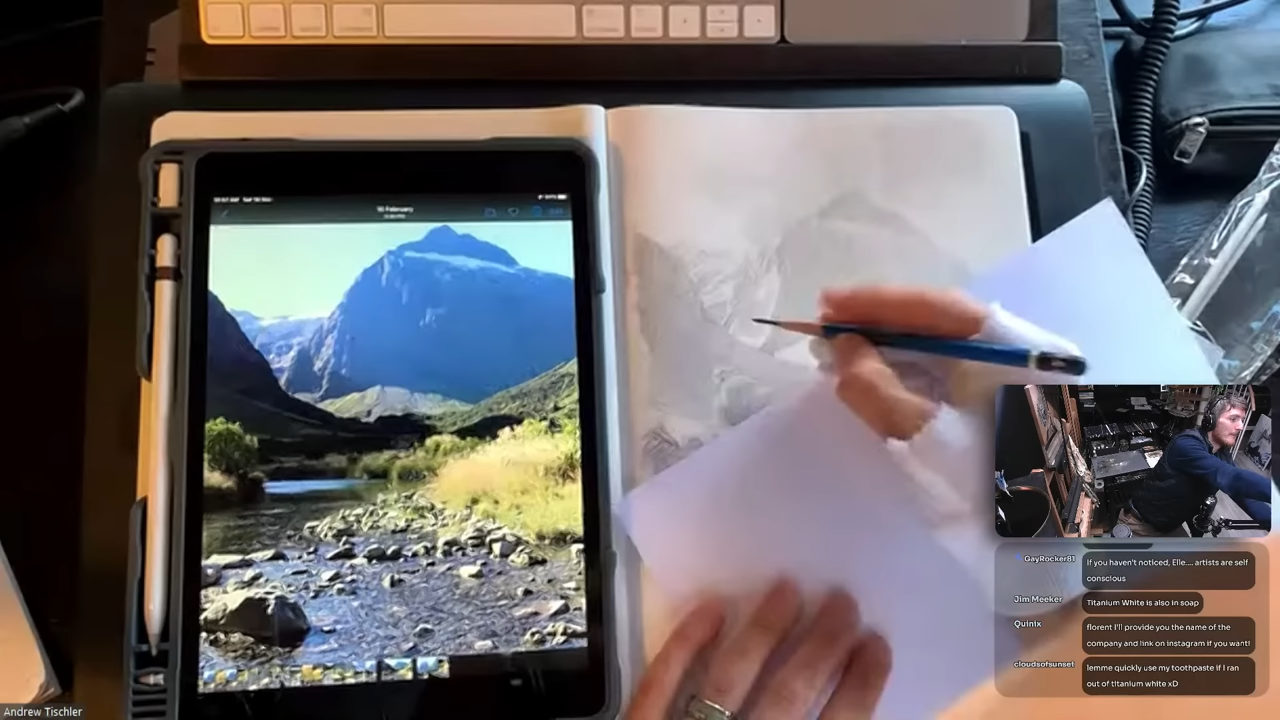 16 February
GayRocker81
If you haven't noticed, Elle.... artists are self
conscious
Jim Meeker
Titanium White is also in soap
Quinix
florent I'll provide you the name of the
company and link on instagram if you want!
cloudsofsunset
lemme quickly use my toothpaste if I ran
out of titanium white xD
Andrew Tischler